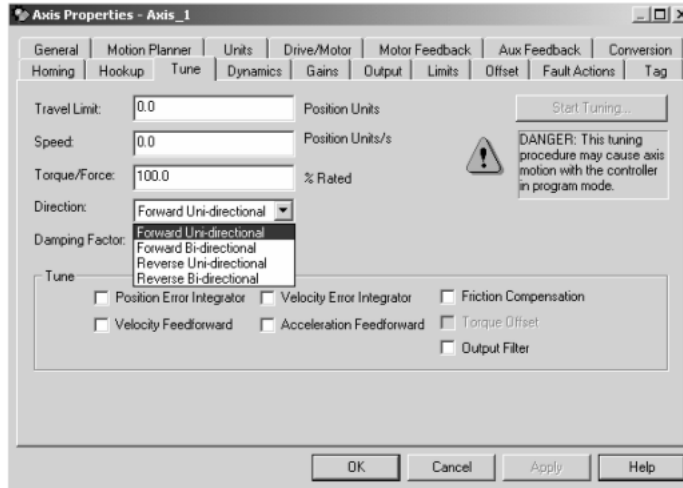 Axis Properties - Axis_1
General Motion Planner Units Drive/Motor Motor Feedback Aux Feedback Conversion
Homing Hookup Tune Dynamics Gains Output Limits Offset Fault Actions Tag
Travel Limit: 0.0 Position Units
Start Tuning...
Speed: 0.0 Position Units/s
DANGER: This tuning
procedure may cause axis
motion with the controller
in program mode.
Torque/Force: 100.0 % Rated
Direction: Forward Uni-directional
Forward Uni-directional
Forward Bi-directional
Reverse Uni-directional
Reverse Bi-directional
Damping Factor:
Tune
Position Error Integrator Velocity Error Integrator Friction Compensation
Velocity Feedforward Acceleration Feedforward Torque Offset
Output Filter
OK Cancel Apply Help